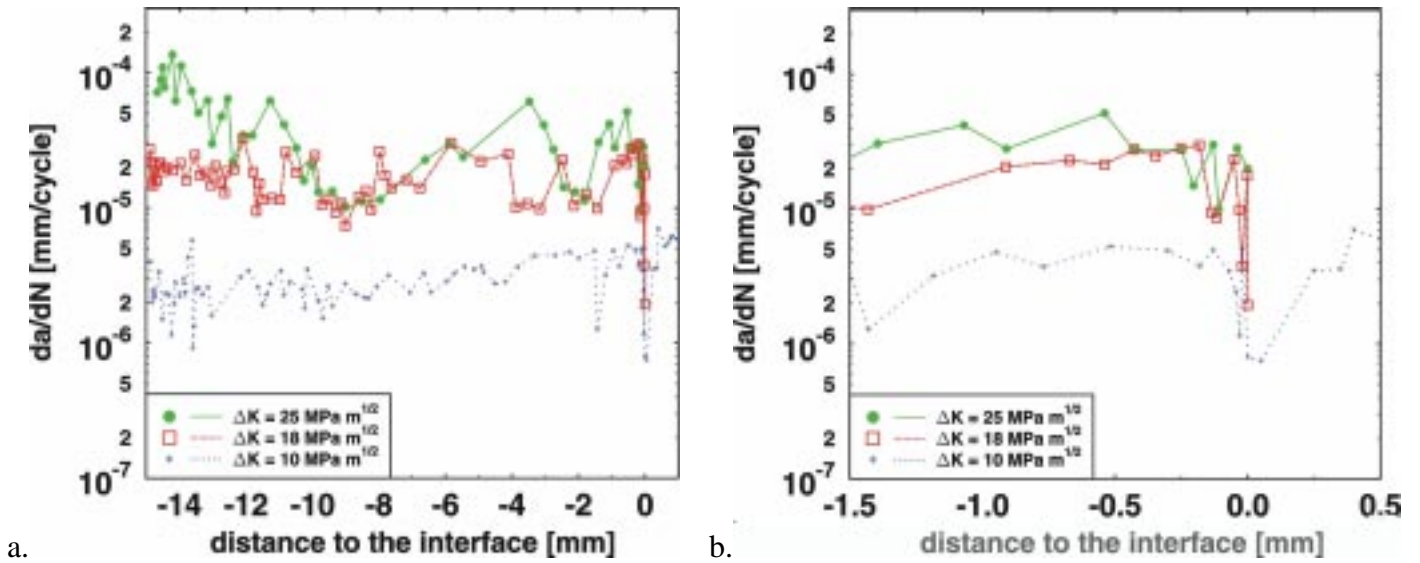 2
10⁻⁴
5
2
10⁻⁵
5
2
10⁻⁶
5
2
10⁻⁷
da/dN [mm/cycle]
ΔK = 25 MPa m^1/2
ΔK = 18 MPa m^1/2
ΔK = 10 MPa m^1/2
-14 -12 -10 -8 -6 -4 -2 0
distance to the interface [mm]
a.
2
10⁻⁴
5
2
10⁻⁵
5
2
10⁻⁶
5
2
10⁻⁷
da/dN [mm/cycle]
ΔK = 25 MPa m^1/2
ΔK = 18 MPa m^1/2
ΔK = 10 MPa m^1/2
-1.5 -1.0 -0.5 0.0 0.5
distance to the interface [mm]
b.